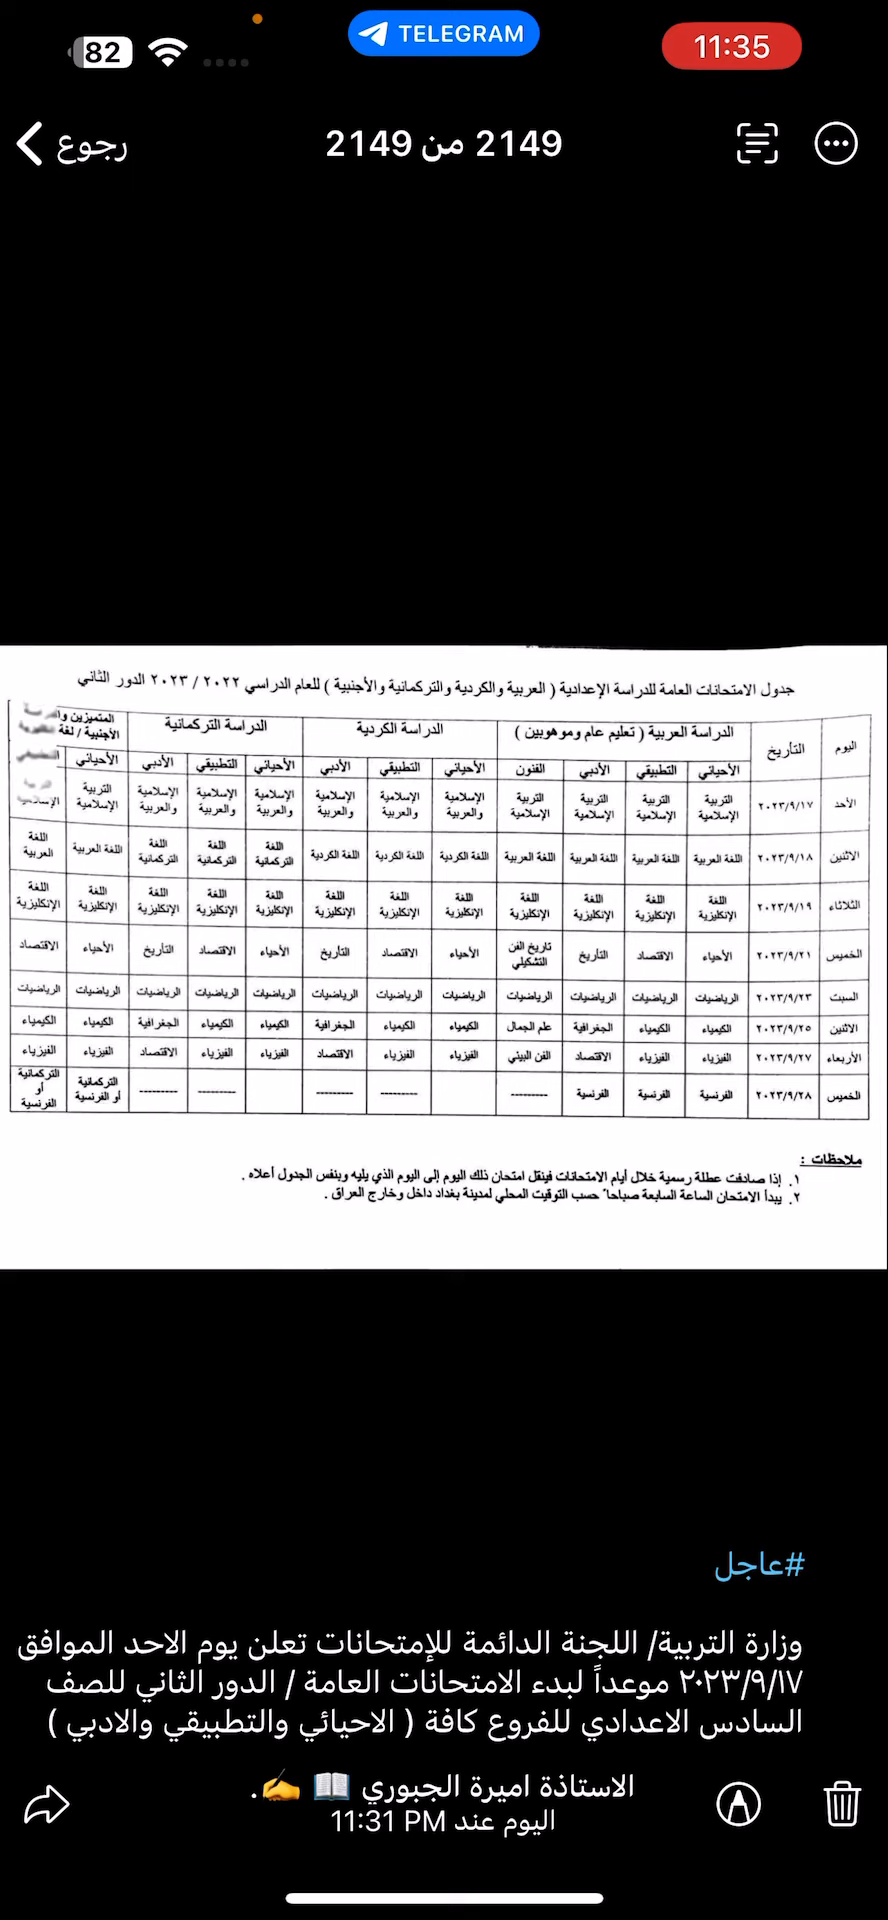 82
TELEGRAM
11:35
رجوع
2149 من 2149
جدول الامتحانات العامة للدراسة الإعدادية ( العربية والكردية والتركمانية والأجنبية ) للعام الدراسي ٢٠٢٢ / ٢٠٢٣ الدور الثاني
اليوم التأريخ الدراسة العربية ( تعليم عام وموهوبين ) الدراسة الكردية الدراسة التركمانية المتميزين
الأجنبية / لغة
الأحيائي التطبيقي الأدبي الفنون الأحيائي التطبيقي الأدبي الأحيائي التطبيقي الأدبي الأحيائي
الأحد ٢٠٢٣/٩/١٧ التربية الإسلامية التربية الإسلامية التربية الإسلامية التربية الإسلامية الإسلامية والعربية الإسلامية والعربية الإسلامية والعربية الإسلامية والعربية الإسلامية والعربية الإسلامية والعربية التربية الإسلامية
الاثنين ٢٠٢٣/٩/١٨ اللغة العربية اللغة العربية اللغة العربية اللغة العربية اللغة الكردية اللغة الكردية اللغة الكردية اللغة التركمانية اللغة التركمانية اللغة التركمانية اللغة العربية اللغة العربية
الثلاثاء ٢٠٢٣/٩/١٩ اللغة الإنكليزية اللغة الإنكليزية اللغة الإنكليزية اللغة الإنكليزية اللغة الإنكليزية اللغة الإنكليزية اللغة الإنكليزية اللغة الإنكليزية اللغة الإنكليزية اللغة الإنكليزية اللغة الإنكليزية اللغة الإنكليزية
الخميس ٢٠٢٣/٩/٢١ الأحياء الاقتصاد التأريخ تاريخ الفن التشكيلي الأحياء الاقتصاد التأريخ الأحياء الاقتصاد التأريخ الأحياء الاقتصاد
السبت ٢٠٢٣/٩/٢٣ الرياضيات الرياضيات الرياضيات الرياضيات الرياضيات الرياضيات الرياضيات الرياضيات الرياضيات الرياضيات الرياضيات الرياضيات
الاثنين ٢٠٢٣/٩/٢٥ الكيمياء الكيمياء الجغرافية علم الجمال الكيمياء الكيمياء الجغرافية الكيمياء الكيمياء الجغرافية الكيمياء الكيمياء
الأربعاء ٢٠٢٣/٩/٢٧ الفيزياء الفيزياء الاقتصاد الفن البيئي الفيزياء الفيزياء الاقتصاد الفيزياء الفيزياء الاقتصاد الفيزياء الفيزياء
الخميس ٢٠٢٣/٩/٢٨ الفرنسية الفرنسية الفرنسية --------- --------- --------- --------- --------- التركمانية أو الفرنسية التركمانية أو الفرنسية
ملاحظات :
١. إذا صادفت عطلة رسمية خلال أيام الامتحانات فينقل امتحان ذلك اليوم إلى اليوم الذي يليه وبنفس الجدول أعلاه .
٢. يبدأ الامتحان الساعة السابعة صباحاً حسب التوقيت المحلي لمدينة بغداد داخل وخارج العراق .
#عاجل
وزارة التربية/ اللجنة الدائمة للإمتحانات تعلن يوم الاحد الموافق
٢٠٢٣/٩/١٧ موعداً لبدء الامتحانات العامة / الدور الثاني للصف
السادس الاعدادي للفروع كافة ( الاحيائي والتطبيقي والادبي )
الاستاذة اميرة الجبوري 📖 ✍️.
اليوم عند 11:31 PM